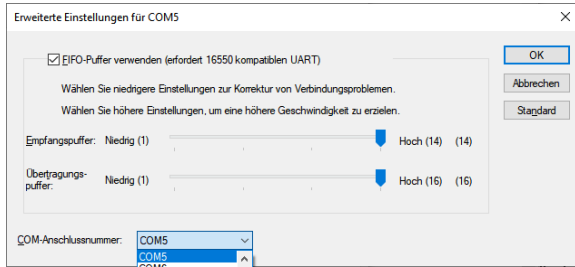 Erweiterte Einstellungen für COM5
FIFO-Puffer verwenden (erfordert 16550 kompatiblen UART)
OK
Wählen Sie niedrigere Einstellungen zur Korrektur von Verbindungsproblemen.
Abbrechen
Wählen Sie höhere Einstellungen, um eine höhere Geschwindigkeit zu erzielen.
Standard
Empfangspuffer: Niedrig (1) Hoch (14) (14)
Übertragungs-
puffer: Niedrig (1) Hoch (16) (16)
COM-Anschlussnummer: COM5
COM5